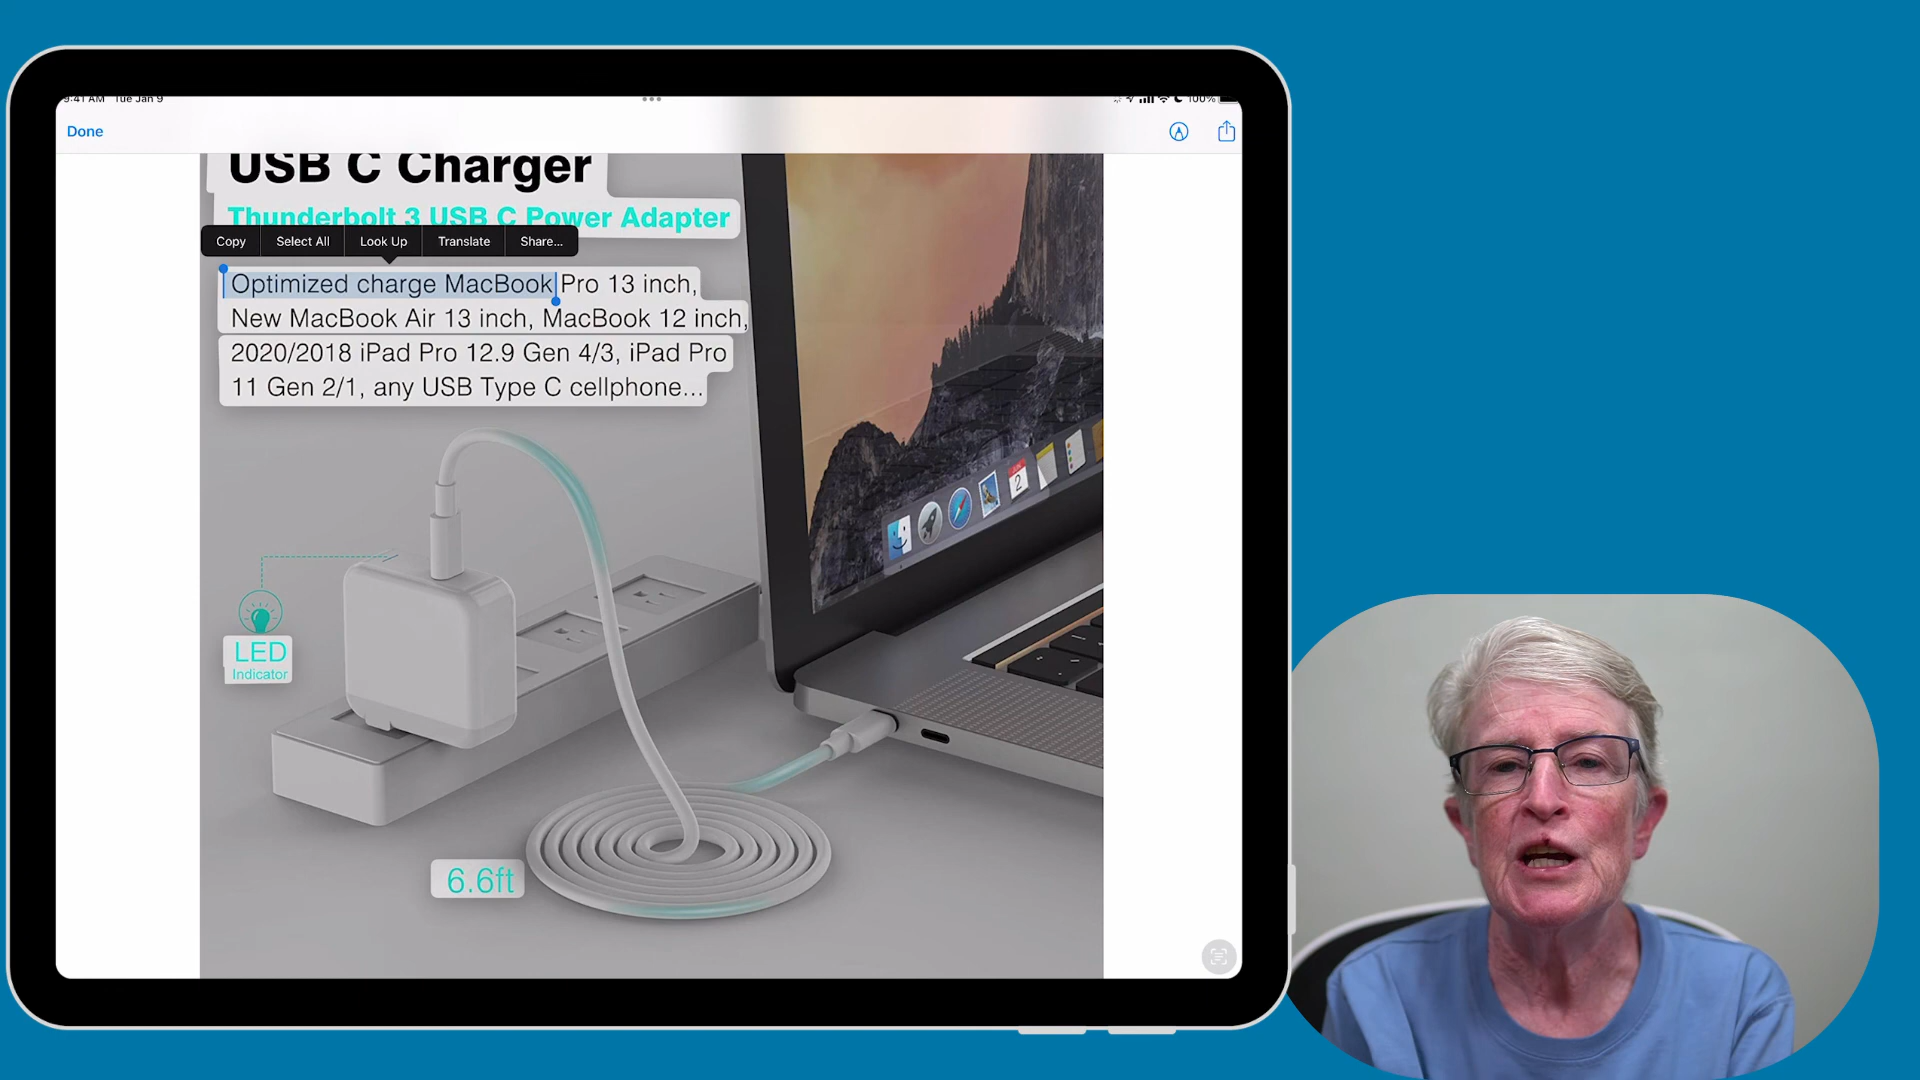 9:41 AM Tue Jan 9
100%
Done
USB C Charger
Thunderbolt 3 USB C Power Adapter
Copy Select All Look Up Translate Share...
Optimized charge MacBook Pro 13 inch,
New MacBook Air 13 inch, MacBook 12 inch,
2020/2018 iPad Pro 12.9 Gen 4/3, iPad Pro
11 Gen 2/1, any USB Type C cellphone...
2
LED
Indicator
6.6ft